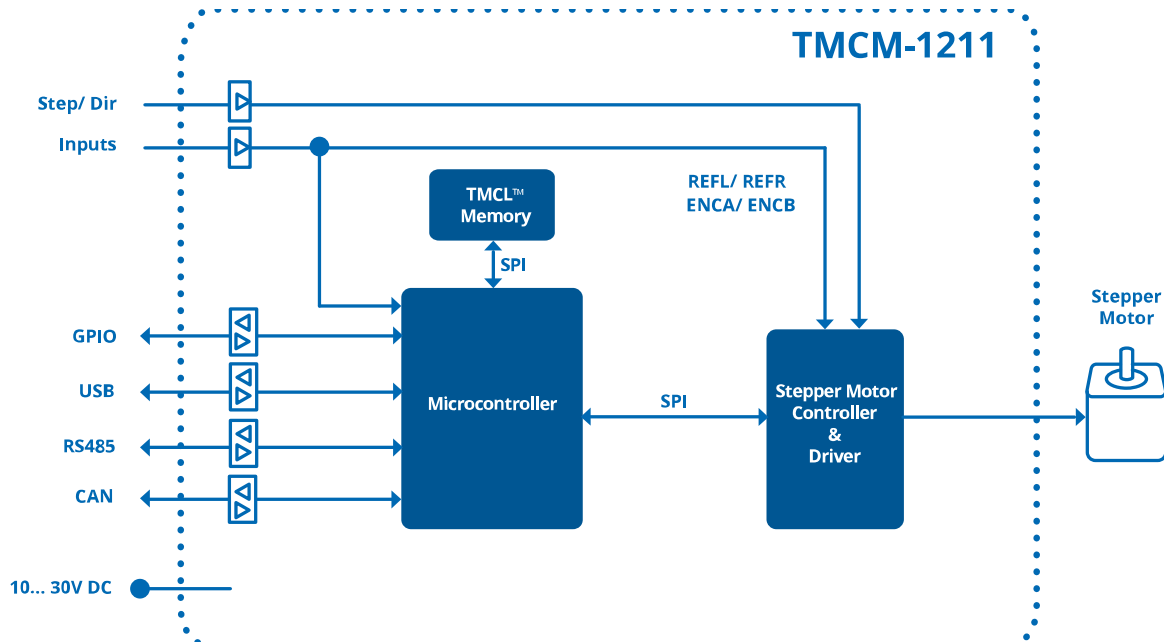 TMCM-1211
Step/ Dir
Inputs
REFL/ REFR
ENCA/ ENCB
TMCL™
Memory
SPI
Stepper
Motor
GPIO
USB
RS485
CAN
Microcontroller
SPI
Stepper Motor
Controller
&
Driver
10... 30V DC